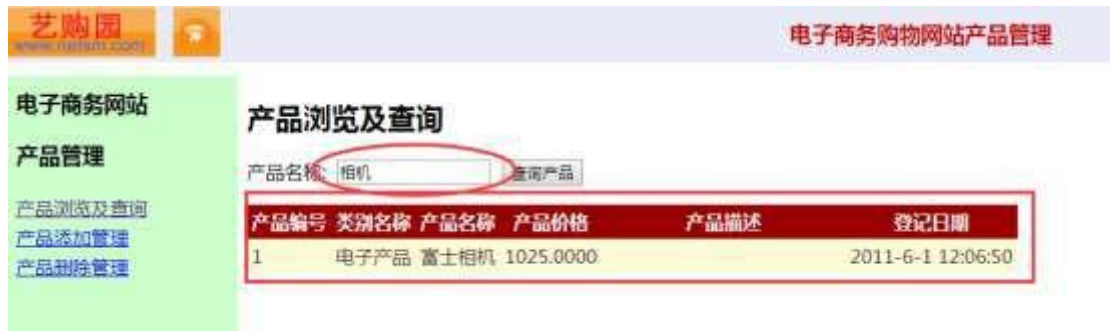 艺购园
电子商务购物网站产品管理
电子商务网站
产品管理
产品浏览及查询
产品添加管理
产品删除管理
产品浏览及查询
产品名称: 相机 查询产品
产品编号 类别名称 产品名称 产品价格 产品描述 登记日期
1 电子产品 富士相机 1025.0000 2011-6-1 12:06:50